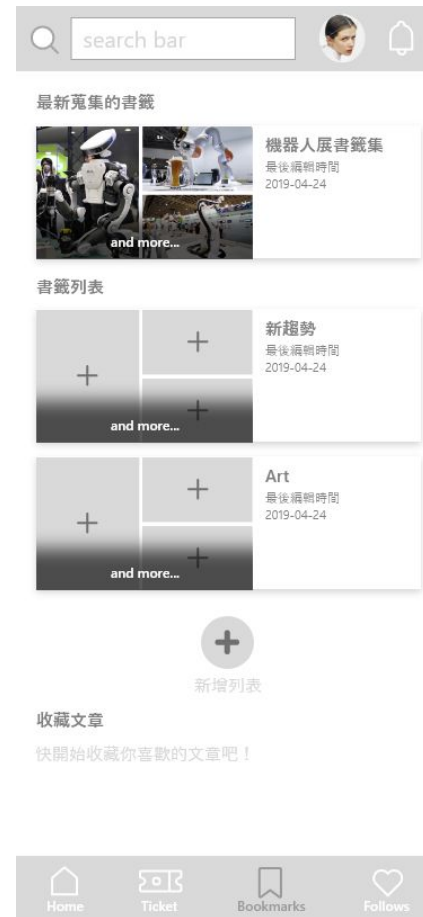 search bar
最新蒐集的書籤
機器人展書籤集
最後編輯時間
2019-04-24
and more...
書籤列表
新趨勢
最後編輯時間
2019-04-24
and more...
Art
最後編輯時間
2019-04-24
and more...
新增列表
收藏文章
快開始收藏你喜歡的文章吧！
Home
Ticket
Bookmarks
Follows